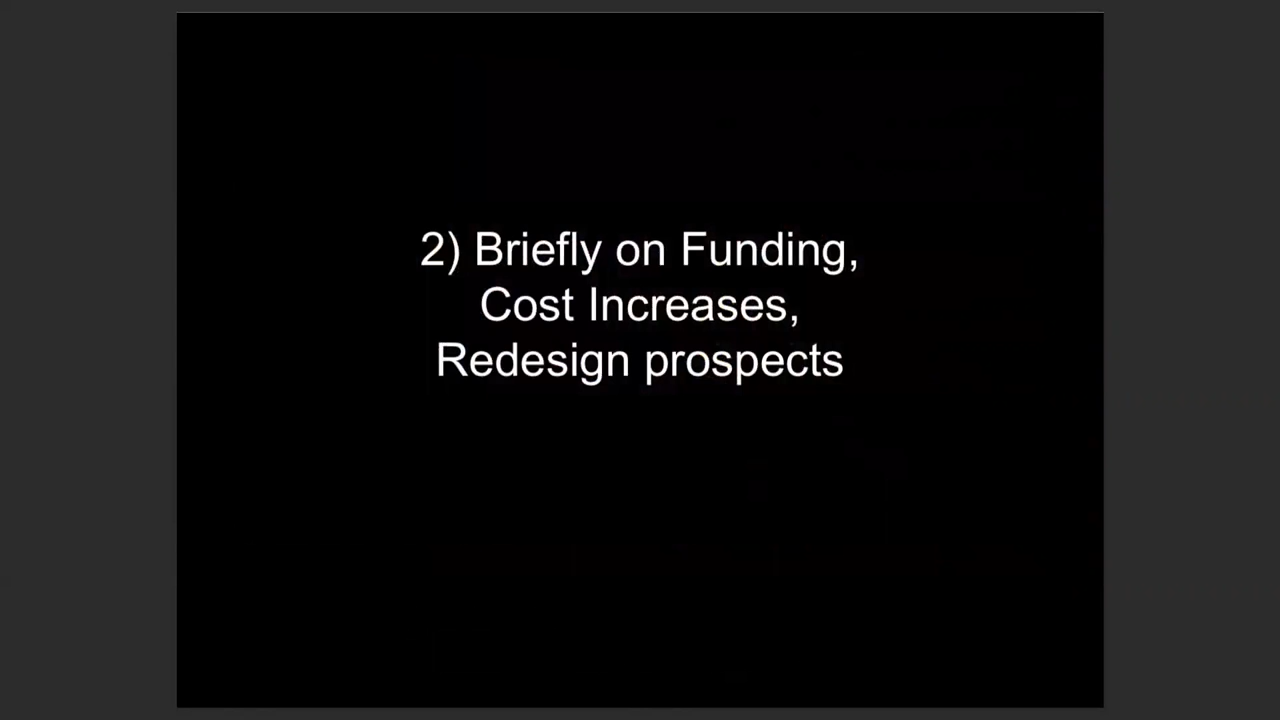 2) Briefly on Funding,
Cost Increases,
Redesign prospects